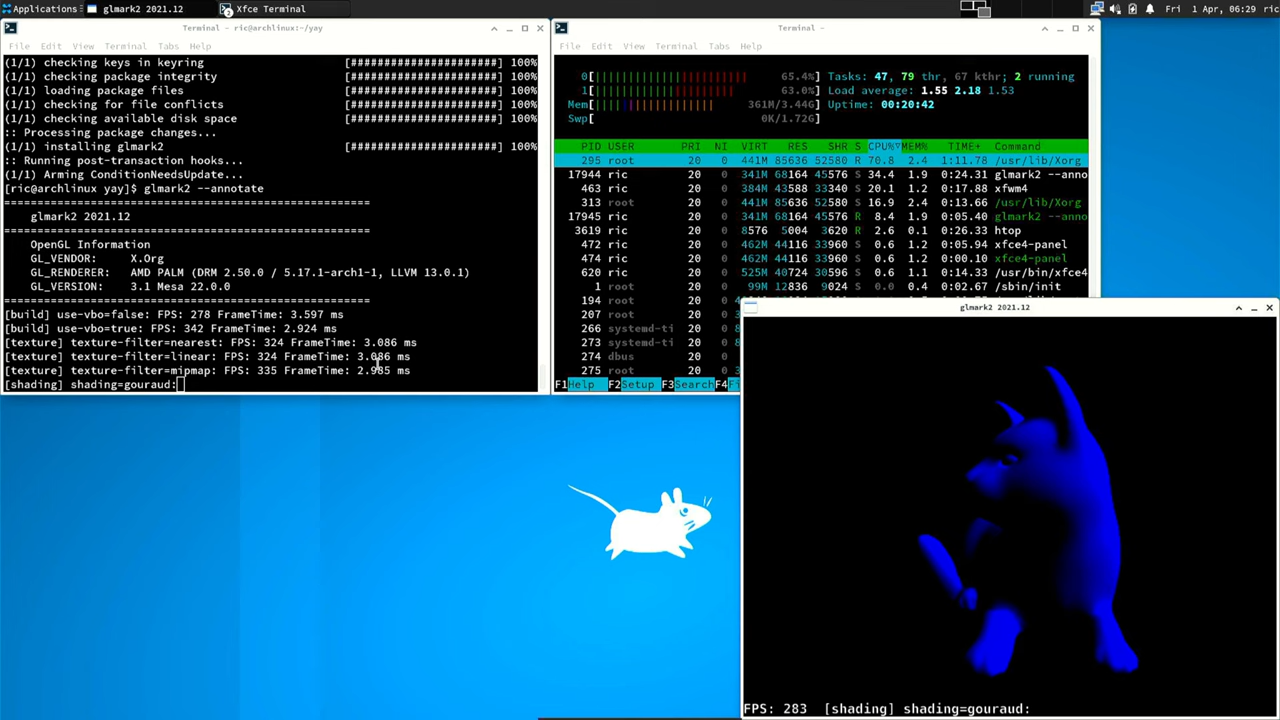 Applications
glmark2 2021.12
Xfce Terminal
Fri 1 Apr, 06:29 ric
Terminal - ric@archlinux:~/yay
File Edit View Terminal Tabs Help
(1/1) checking keys in keyring [######################] 100%
(1/1) checking package integrity [######################] 100%
(1/1) loading package files [######################] 100%
(1/1) checking for file conflicts [######################] 100%
(1/1) checking available disk space [######################] 100%
:: Processing package changes...
(1/1) installing glmark2 [######################] 100%
:: Running post-transaction hooks...
(1/1) Arming ConditionNeedsUpdate...
[ric@archlinux yay]$ glmark2 --annotate
=======================================================
glmark2 2021.12
=======================================================
OpenGL Information
GL_VENDOR: X.Org
GL_RENDERER: AMD PALM (DRM 2.50.0 / 5.17.1-arch1-1, LLVM 13.0.1)
GL_VERSION: 3.1 Mesa 22.0.0
=======================================================
[build] use-vbo=false: FPS: 278 FrameTime: 3.597 ms
[build] use-vbo=true: FPS: 342 FrameTime: 2.924 ms
[texture] texture-filter=nearest: FPS: 324 FrameTime: 3.086 ms
[texture] texture-filter=linear: FPS: 324 FrameTime: 3.086 ms
[texture] texture-filter=mipmap: FPS: 335 FrameTime: 2.985 ms
[shading] shading=gouraud:
Terminal -
File Edit View Terminal Tabs Help
0[|||||||||||||||||||||||||| 65.4%] Tasks: 47, 79 thr, 67 kthr; 2 running
1[||||||||||||||||||||||||| 63.0%] Load average: 1.55 2.18 1.53
Mem[|||||||||||||||||||| 361M/3.44G] Uptime: 00:20:42
Swp[ 0K/1.72G]
PID USER PRI NI VIRT RES SHR S CPU%▽MEM% TIME+ Command
295 root 20 0 441M 85636 52580 R 70.8 2.4 1:11.78 /usr/lib/Xorg
17944 ric 20 0 341M 68164 45576 S 34.4 1.9 0:24.31 glmark2 --anno
463 ric 20 0 384M 43588 33340 S 20.1 1.2 0:17.88 xfwm4
313 root 20 0 441M 85636 52580 S 16.9 2.4 0:13.66 /usr/lib/Xorg
17945 ric 20 0 341M 68164 45576 R 8.4 1.9 0:05.40 glmark2 --anno
3619 ric 20 0 8576 5004 3620 R 2.6 0.1 0:26.33 htop
472 ric 20 0 462M 44116 33960 S 0.6 1.2 0:05.94 xfce4-panel
474 ric 20 0 462M 44116 33960 S 0.6 1.2 0:00.10 xfce4-panel
620 ric 20 0 525M 40724 30596 S 0.6 1.1 0:14.33 /usr/bin/xfce4
1 root 20 0 99M 12836 9024 S 0.0 0.4 0:02.67 /sbin/init
194 root 20 0
207 root 20 0
266 systemd-ti 20 0
273 systemd-ti 20 0
274 dbus 20 0
275 root 20 0
F1Help F2Setup F3Search F4
glmark2 2021.12
FPS: 283 [shading] shading=gouraud: